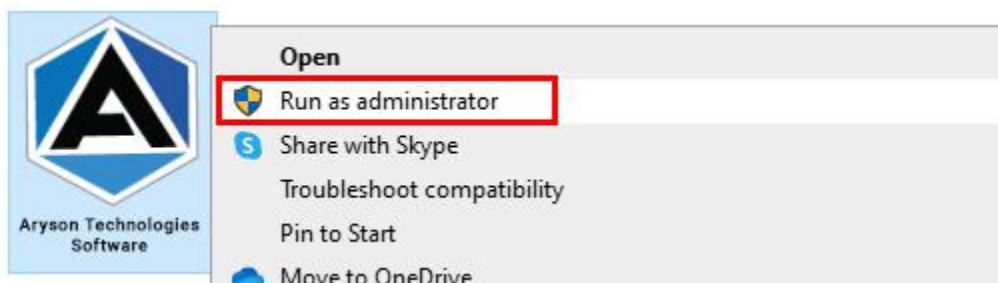 Open
Run as administrator
Share with Skype
Troubleshoot compatibility
Pin to Start
Move to OneDrive
Aryson Technologies
Software